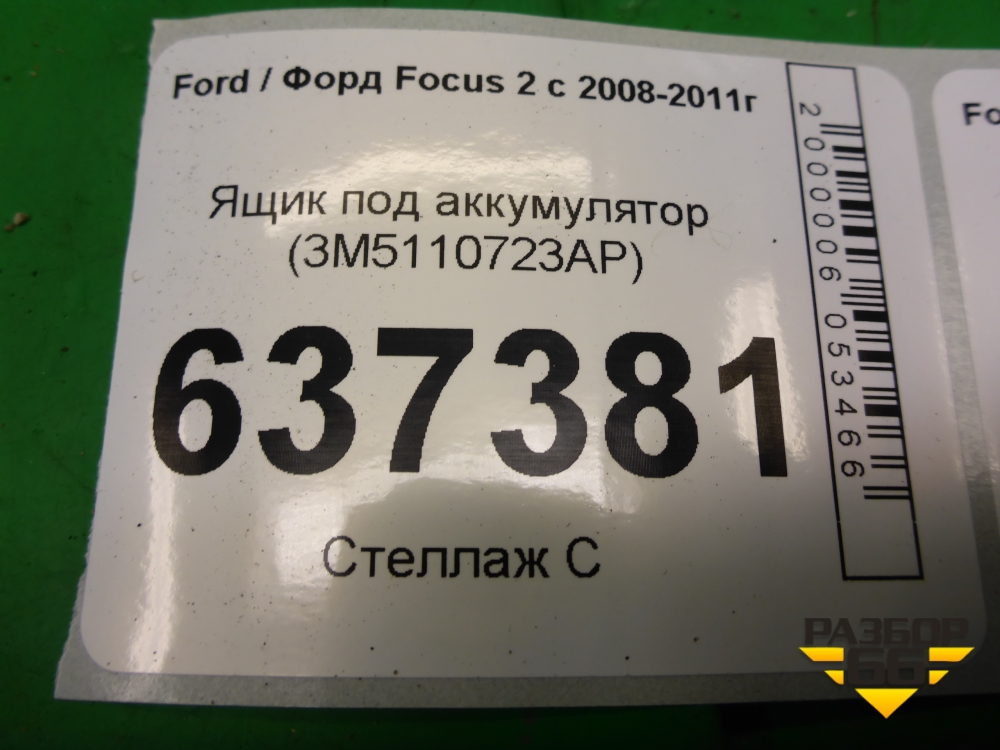 Ford / Форд Focus 2 с 2008-2011г
Ящик под аккумулятор
(3M5110723AP)
637381
Стеллаж С
2000006053466
Fo
РАЗБОР
66